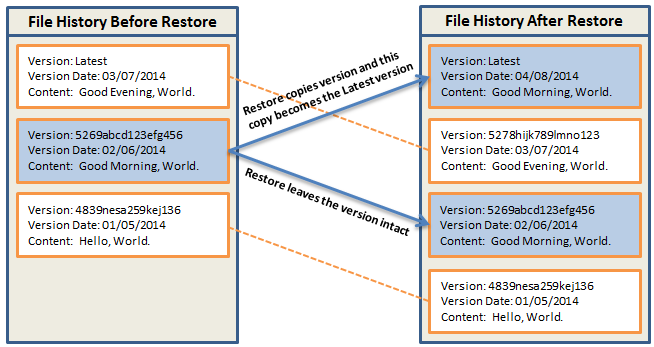 File History Before Restore
Version: Latest
Version Date: 03/07/2014
Content: Good Evening, World.
Version: 5269abcd123efg456
Version Date: 02/06/2014
Content: Good Morning, World.
Version: 4839nesa259kej136
Version Date: 01/05/2014
Content: Hello, World.
Restore copies version and this
copy becomes the Latest version
Restore leaves the version intact
File History After Restore
Version: Latest
Version Date: 04/08/2014
Content: Good Morning, World.
Version: 5278hijk789lmno123
Version Date: 03/07/2014
Content: Good Evening, World.
Version: 5269abcd123efg456
Version Date: 02/06/2014
Content: Good Morning, World.
Version: 4839nesa259kej136
Version Date: 01/05/2014
Content: Hello, World.